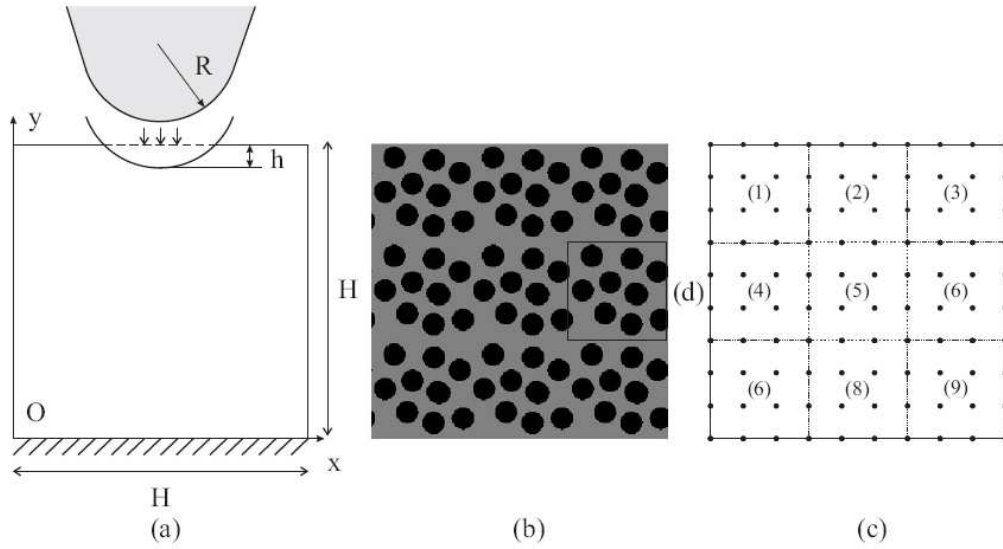 R
y
h
H
O
x
H
(a)
(b)
(d)
(1) (2) (3)
(4) (5) (6)
(6) (8) (9)
(c)